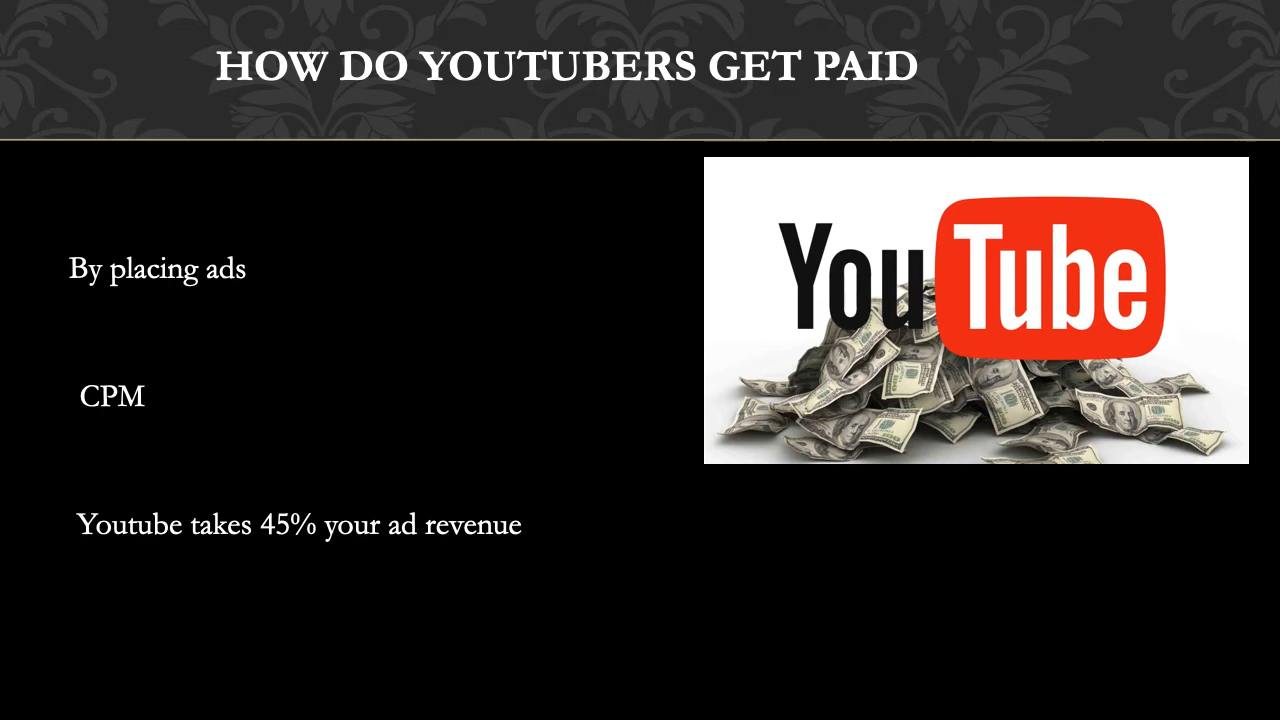 HOW DO YOUTUBERS GET PAID
By placing ads
CPM
Youtube takes 45% your ad revenue
YouTube